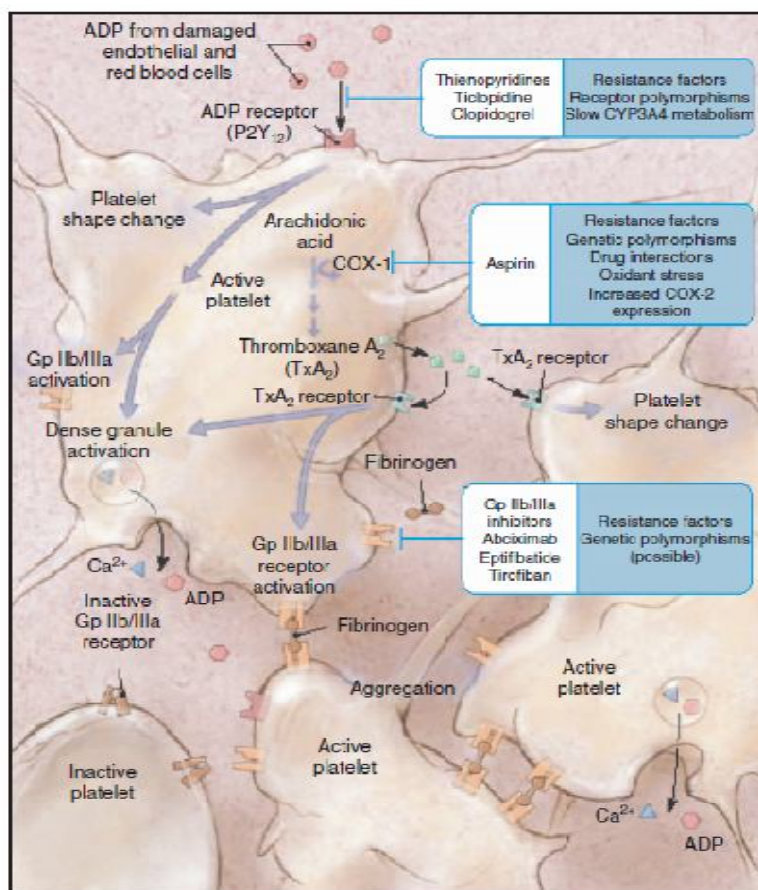 ADP from damaged
endothelial and
red blood cells
ADP receptor
(P2Y12)
Thienopyridines
Ticlopidine
Clopidogrel
Resistance factors
Receptor polymorphisms
Slow CYP3A4 metabolism
Platelet
shape change
Arachidonic
acid
COX-1
Aspirin
Resistance factors
Genetic polymorphisms
Drug interactions
Oxidant stress
Increased COX-2
expression
Active
platelet
Thromboxane A2
(TxA2)
Gp IIb/IIIa
activation
TxA2 receptor
TxA2 receptor
Platelet
shape change
Dense granule
activation
Fibrinogen
Gp IIb/IIIa
inhibitors
Abciximab
Eptifibatide
Tirofiban
Resistance factors
Genetic polymorphisms
(possible)
Gp IIb/IIIa
receptor
activation
Ca2+
ADP
Inactive
Gp IIb/IIIa
receptor
Fibrinogen
Aggregation
Active
platelet
Active
platelet
Inactive
platelet
Ca2+
ADP